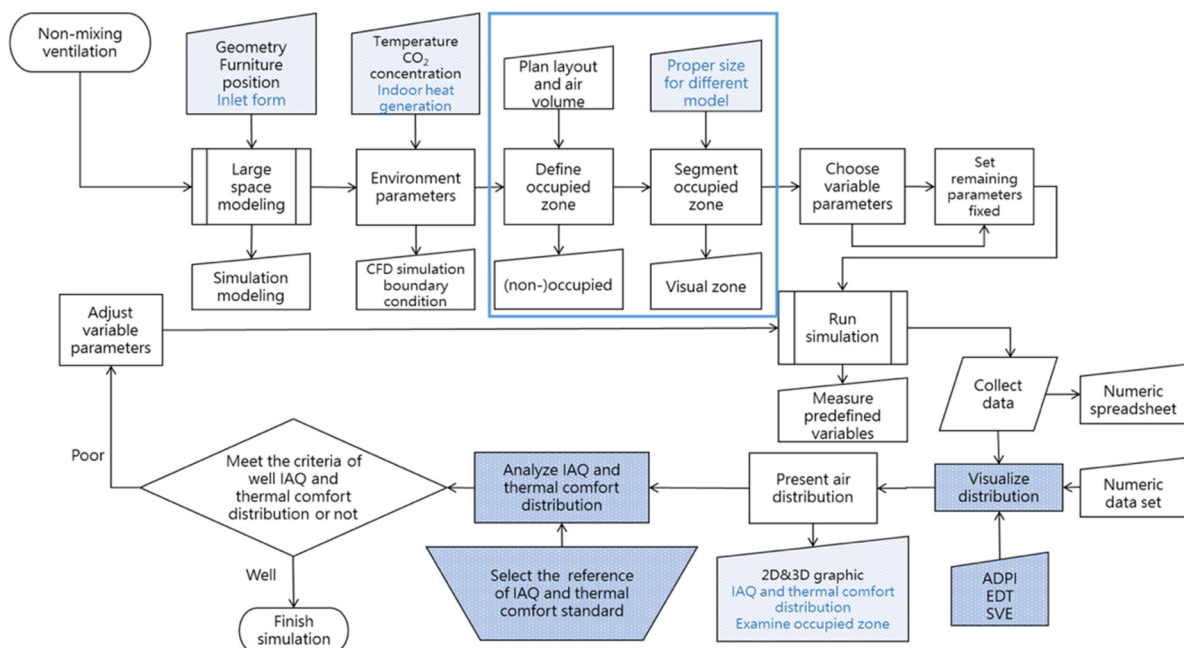 Non-mixing
ventilation
Geometry
Furniture
position
Inlet form
Temperature
CO₂
concentration
Indoor heat
generation
Plan layout
and air
volume
Proper size
for different
model
Large
space
modeling
Environment
parameters
Define
occupied
zone
Segment
occupied
zone
Choose
variable
parameters
Set
remaining
parameters
fixed
Simulation
modeling
CFD simulation
boundary
condition
(non-)occupied
Visual zone
Adjust
variable
parameters
Run
simulation
Measure
predefined
variables
Collect
data
Numeric
spreadsheet
Poor
Meet the criteria of
well IAQ and
thermal comfort
distribution or not
Analyze IAQ and
thermal comfort
distribution
Present air
distribution
Visualize
distribution
Numeric
data set
Well
Finish
simulation
Select the reference
of IAQ and thermal
comfort standard
2D&3D graphic
IAQ and thermal comfort
distribution
Examine occupied zone
ADPI
EDT
SVE